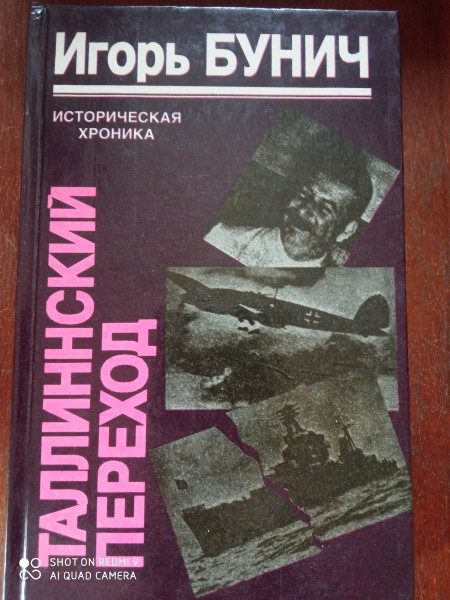 Игорь БУНИЧ
ИСТОРИЧЕСКАЯ
ХРОНИКА
ТАЛЛИННСКИЙ
ПЕРЕХОД
SHOT ON REDMI 9
AI QUAD CAMERA